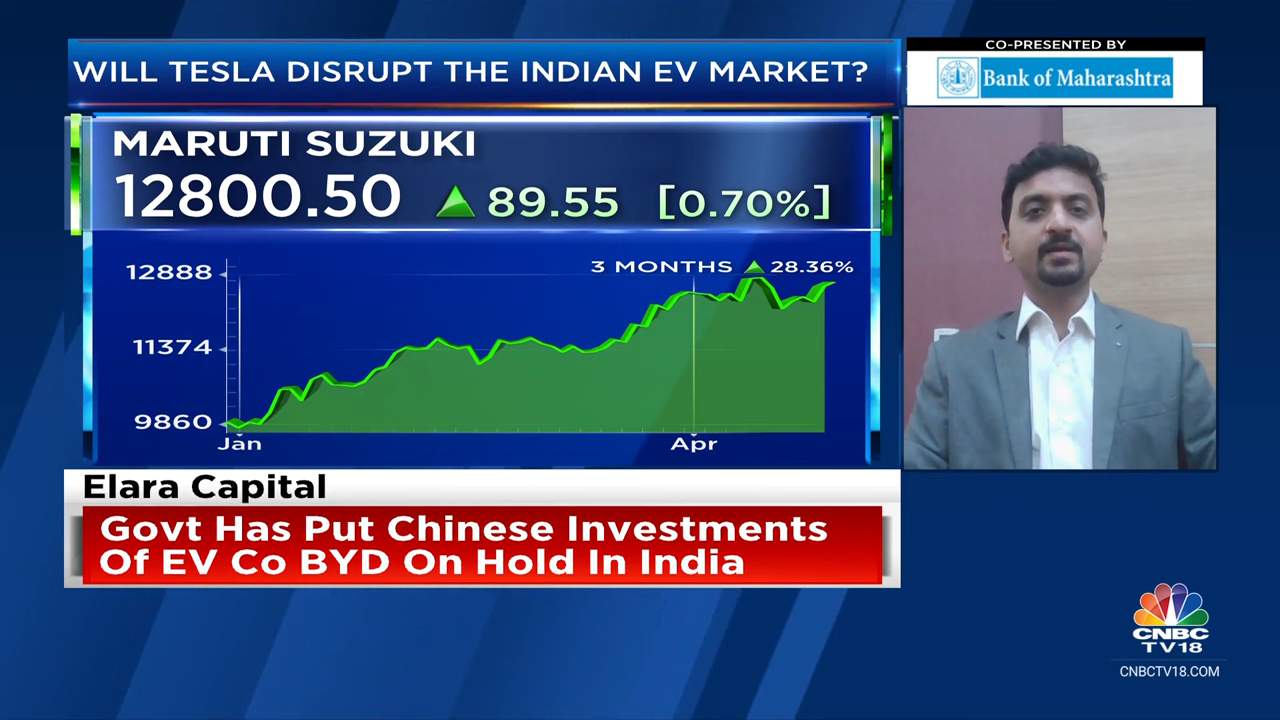 WILL TESLA DISRUPT THE INDIAN EV MARKET?
CO-PRESENTED BY
Bank of Maharashtra
MARUTI SUZUKI
12800.50 ▲ 89.55 [0.70%]
3 MONTHS ▲ 28.36%
12888
11374
9860
Jan Apr
Elara Capital
Govt Has Put Chinese Investments
Of EV Co BYD On Hold In India
CNBC
TV18
CNBCTV18.COM